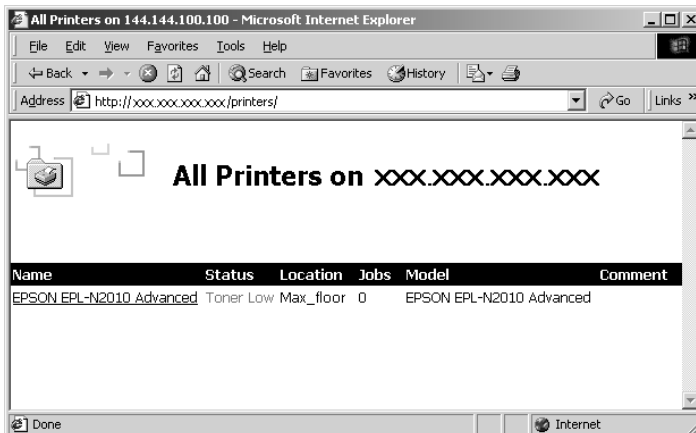 All Printers on 144.144.100.100 - Microsoft Internet Explorer
File Edit View Favorites Tools Help
Back Search Favorites History
Address http://xxx.xxx.xxx.xxx/printers/ Go Links »
All Printers on xxx.xxx.xxx.xxx
Name Status Location Jobs Model Comment
EPSON EPL-N2010 Advanced Toner Low Max_floor 0 EPSON EPL-N2010 Advanced
Done Internet